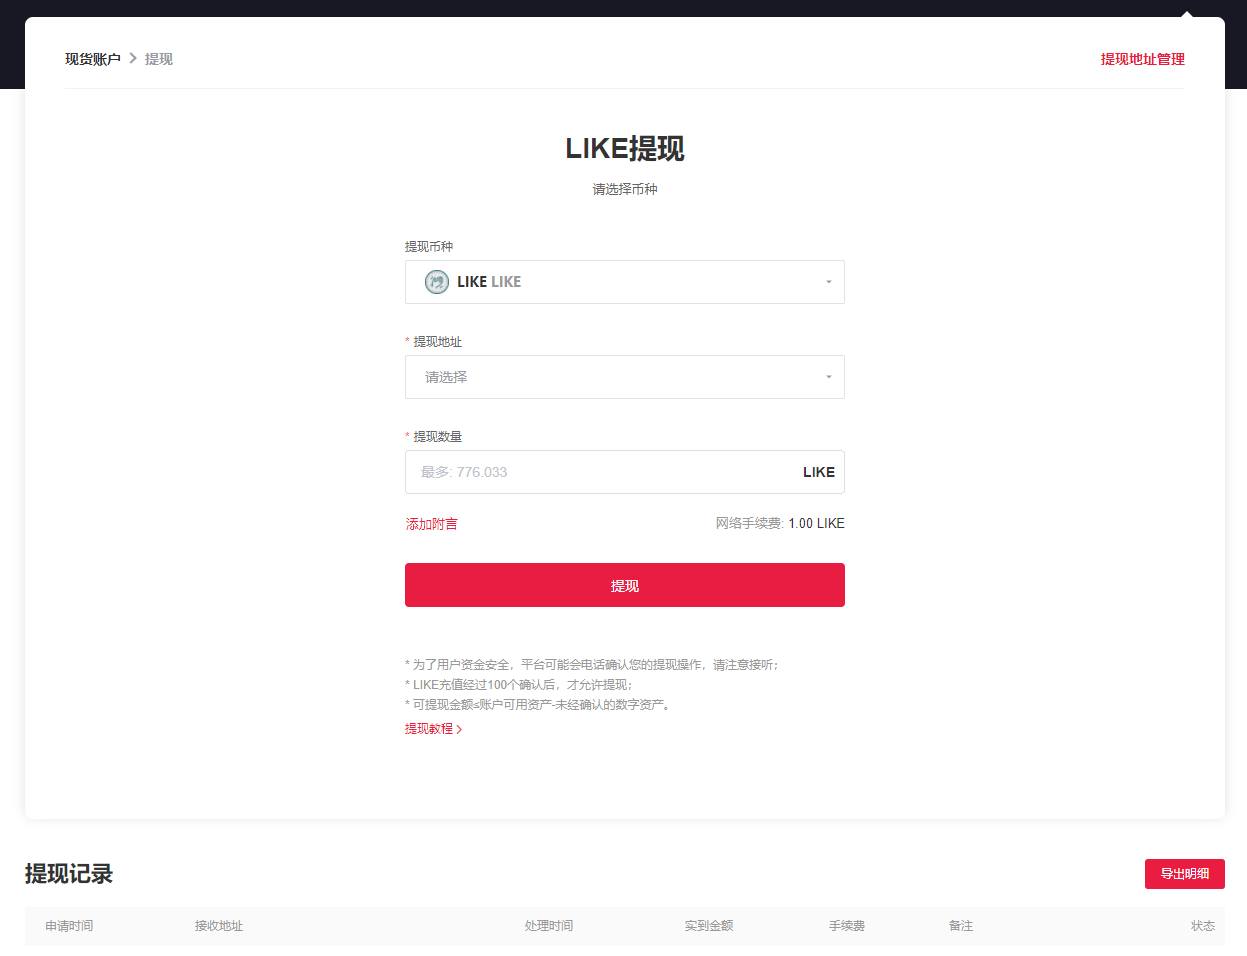 现货账户 > 提现
提现地址管理
LIKE提现
请选择币种
提现币种
LIKE LIKE
* 提现地址
请选择
* 提现数量
最多: 776.033 LIKE
添加附言
网络手续费: 1.00 LIKE
提现
* 为了用户资金安全，平台可能会电话确认您的提现操作，请注意接听；
* LIKE充值经过100个确认后，才允许提现；
* 可提现金额≤账户可用资产-未经确认的数字资产。
提现教程 >
提现记录
导出明细
申请时间 接收地址 处理时间 实到金额 手续费 备注 状态